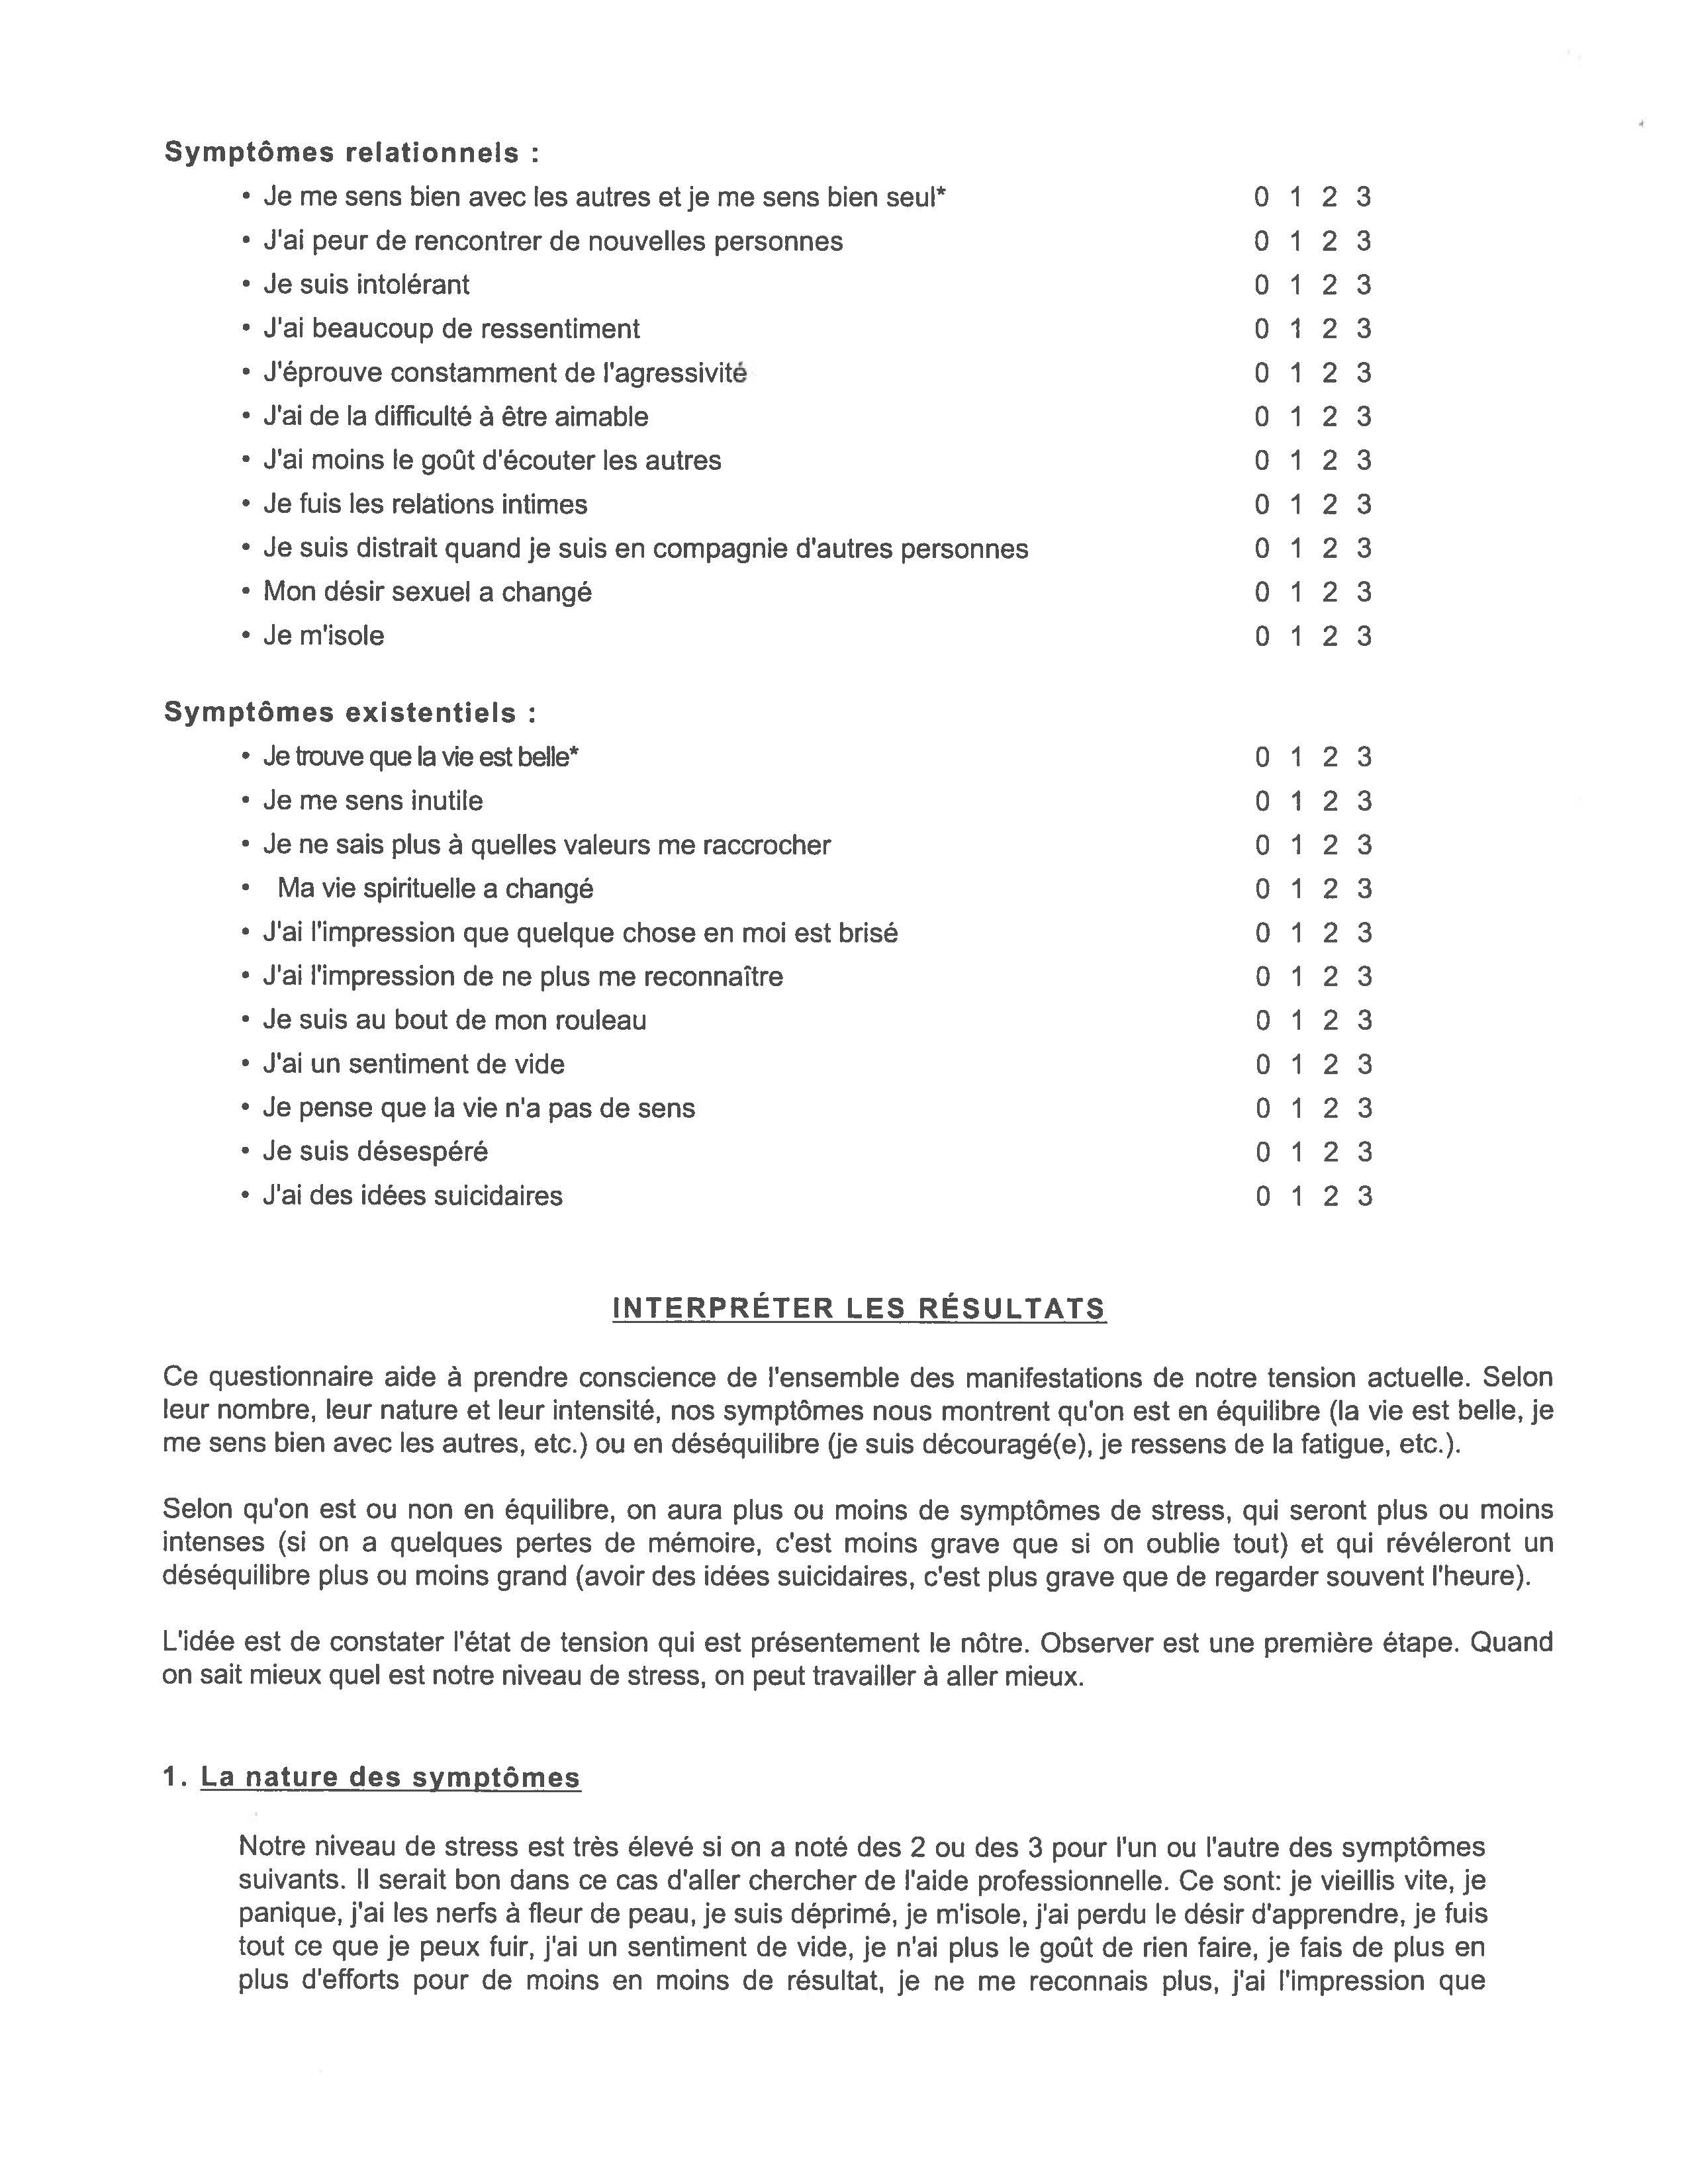 Symptômes relationnels :
• Je me sens bien avec les autres et je me sens bien seul* 0 1 2 3
• J'ai peur de rencontrer de nouvelles personnes 0 1 2 3
• Je suis intolérant 0 1 2 3
• J'ai beaucoup de ressentiment 0 1 2 3
• J'éprouve constamment de l'agressivité 0 1 2 3
• J'ai de la difficulté à être aimable 0 1 2 3
• J'ai moins le goût d'écouter les autres 0 1 2 3
• Je fuis les relations intimes 0 1 2 3
• Je suis distrait quand je suis en compagnie d'autres personnes 0 1 2 3
• Mon désir sexuel a changé 0 1 2 3
• Je m'isole 0 1 2 3
Symptômes existentiels :
• Je trouve que la vie est belle* 0 1 2 3
• Je me sens inutile 0 1 2 3
• Je ne sais plus à quelles valeurs me raccrocher 0 1 2 3
• Ma vie spirituelle a changé 0 1 2 3
• J'ai l'impression que quelque chose en moi est brisé 0 1 2 3
• J'ai l'impression de ne plus me reconnaître 0 1 2 3
• Je suis au bout de mon rouleau 0 1 2 3
• J'ai un sentiment de vide 0 1 2 3
• Je pense que la vie n'a pas de sens 0 1 2 3
• Je suis désespéré 0 1 2 3
• J'ai des idées suicidaires 0 1 2 3
INTERPRÉTER LES RÉSULTATS
Ce questionnaire aide à prendre conscience de l'ensemble des manifestations de notre tension actuelle. Selon
leur nombre, leur nature et leur intensité, nos symptômes nous montrent qu'on est en équilibre (la vie est belle, je
me sens bien avec les autres, etc.) ou en déséquilibre (je suis découragé(e), je ressens de la fatigue, etc.).
Selon qu'on est ou non en équilibre, on aura plus ou moins de symptômes de stress, qui seront plus ou moins
intenses (si on a quelques pertes de mémoire, c'est moins grave que si on oublie tout) et qui révéleront un
déséquilibre plus ou moins grand (avoir des idées suicidaires, c'est plus grave que de regarder souvent l'heure).
L'idée est de constater l'état de tension qui est présentement le nôtre. Observer est une première étape. Quand
on sait mieux quel est notre niveau de stress, on peut travailler à aller mieux.
1. La nature des symptômes
Notre niveau de stress est très élevé si on a noté des 2 ou des 3 pour l'un ou l'autre des symptômes
suivants. Il serait bon dans ce cas d'aller chercher de l'aide professionnelle. Ce sont: je vieillis vite, je
panique, j'ai les nerfs à fleur de peau, je suis déprimé, je m'isole, j'ai perdu le désir d'apprendre, je fuis
tout ce que je peux fuir, j'ai un sentiment de vide, je n'ai plus le goût de rien faire, je fais de plus en
plus d'efforts pour de moins en moins de résultat, je ne me reconnais plus, j'ai l'impression que